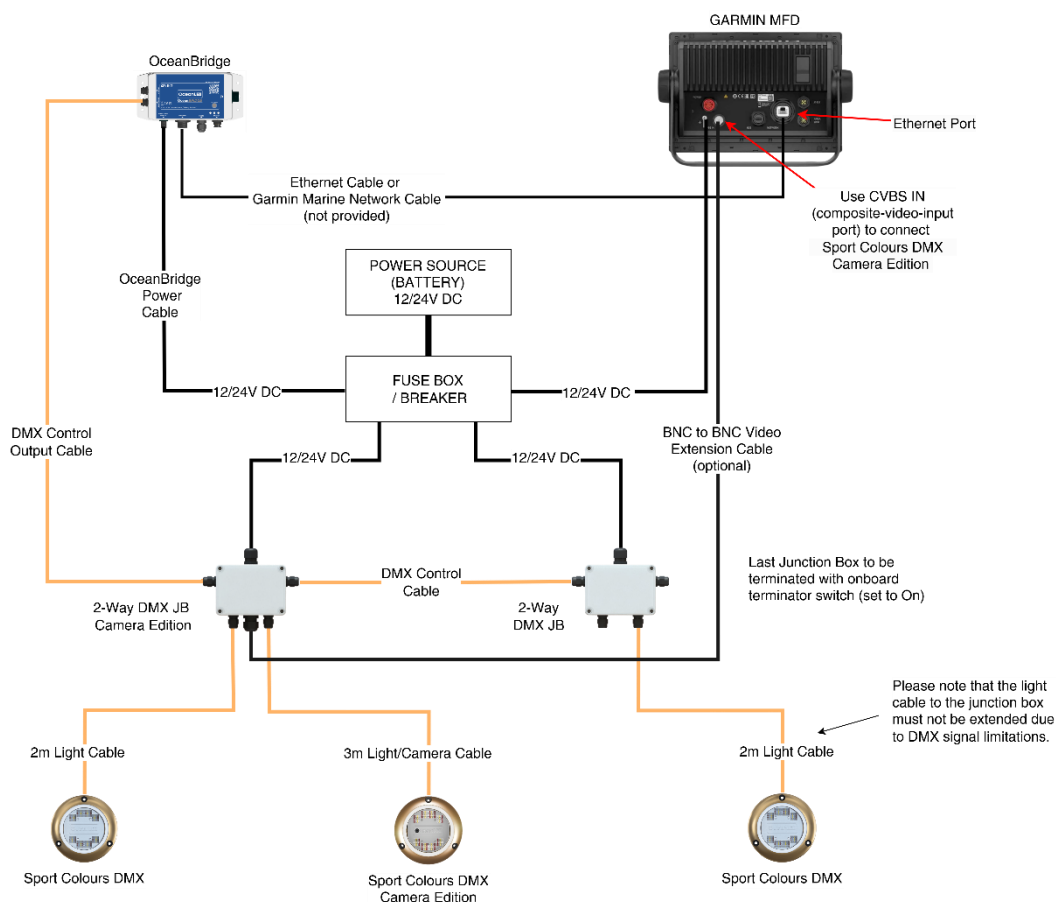 GARMIN MFD
OceanBridge
Ethernet Port
Ethernet Cable or
Garmin Marine Network Cable
(not provided)
Use CVBS IN
(composite-video-input
port) to connect
Sport Colours DMX
Camera Edition
POWER SOURCE
(BATTERY)
12/24V DC
OceanBridge
Power
Cable
FUSE BOX
/ BREAKER
12/24V DC
12/24V DC
DMX Control
Output Cable
BNC to BNC Video
Extension Cable
(optional)
12/24V DC
12/24V DC
DMX Control
Cable
Last Junction Box to be
terminated with onboard
terminator switch (set to On)
2-Way DMX JB
Camera Edition
2-Way
DMX JB
Please note that the light
cable to the junction box
must not be extended due
to DMX signal limitations.
2m Light Cable
3m Light/Camera Cable
2m Light Cable
Sport Colours DMX
Sport Colours DMX
Camera Edition
Sport Colours DMX